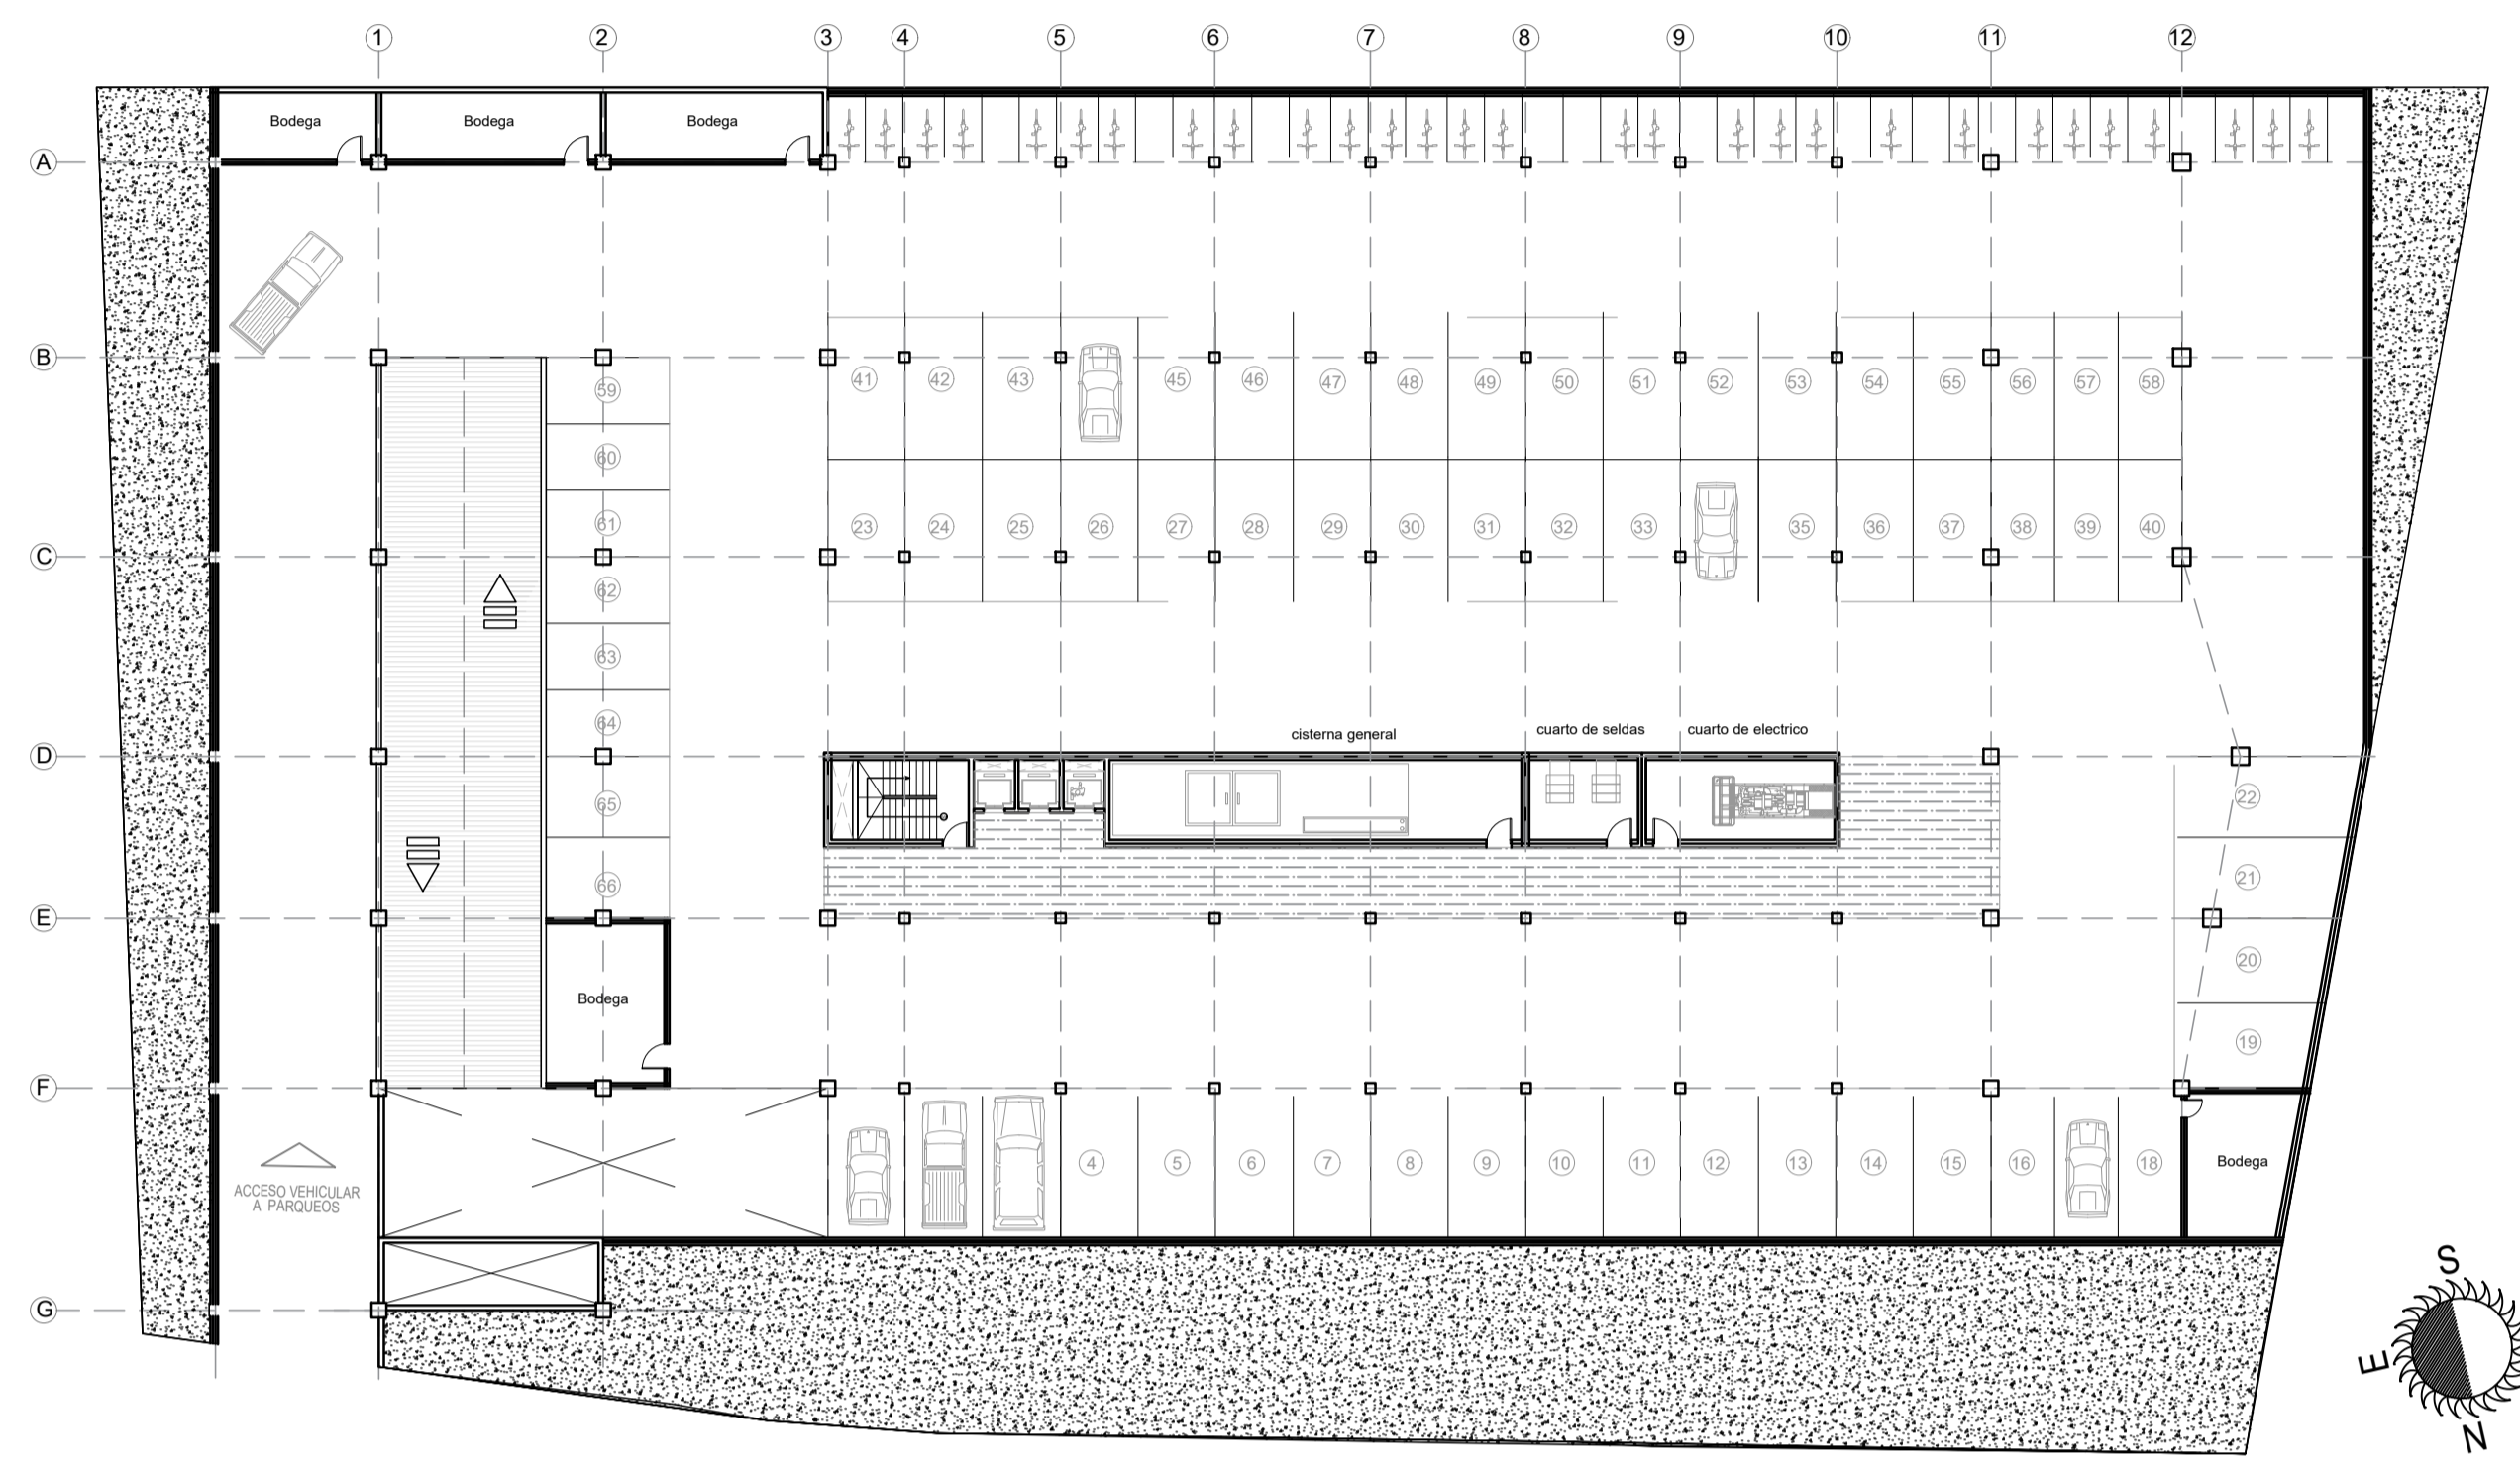 1 2 3 4 5 6 7 8 9 10 11 12
Bodega Bodega Bodega
A
B
59 41 42 43 45 46 47 48 49 50 51 52 53 54 55 56 57 58
60
61 23 24 25 26 27 28 29 30 31 32 33 35 36 37 38 39 40
C
62
63
64
cisterna general cuarto de seldas cuarto de electrico
D
65 22
66 21
E
20
Bodega
19
F
4 5 6 7 8 9 10 11 12 13 14 15 16 18 Bodega
ACCESO VEHICULAR
A PARQUEOS
G
S
E
N